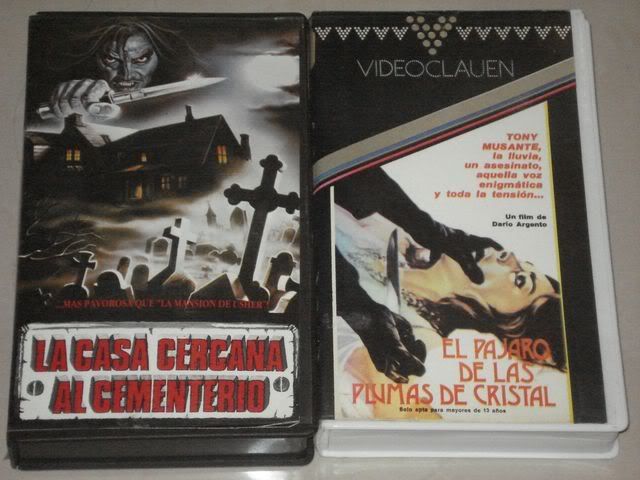 ...MAS PAVOROSA QUE "LA MANSION DE USHER"!
LA CASA CERCANA
AL CEMENTERIO
VIDEOCLAUEN
TONY
MUSANTE,
la lluvia,
un asesinato,
aquella voz
enigmática
y toda la tensión...
Un film de
Dario Argento
EL PAJARO
DE LAS
PLUMAS DE CRISTAL
Solo apta para mayores de 13 años